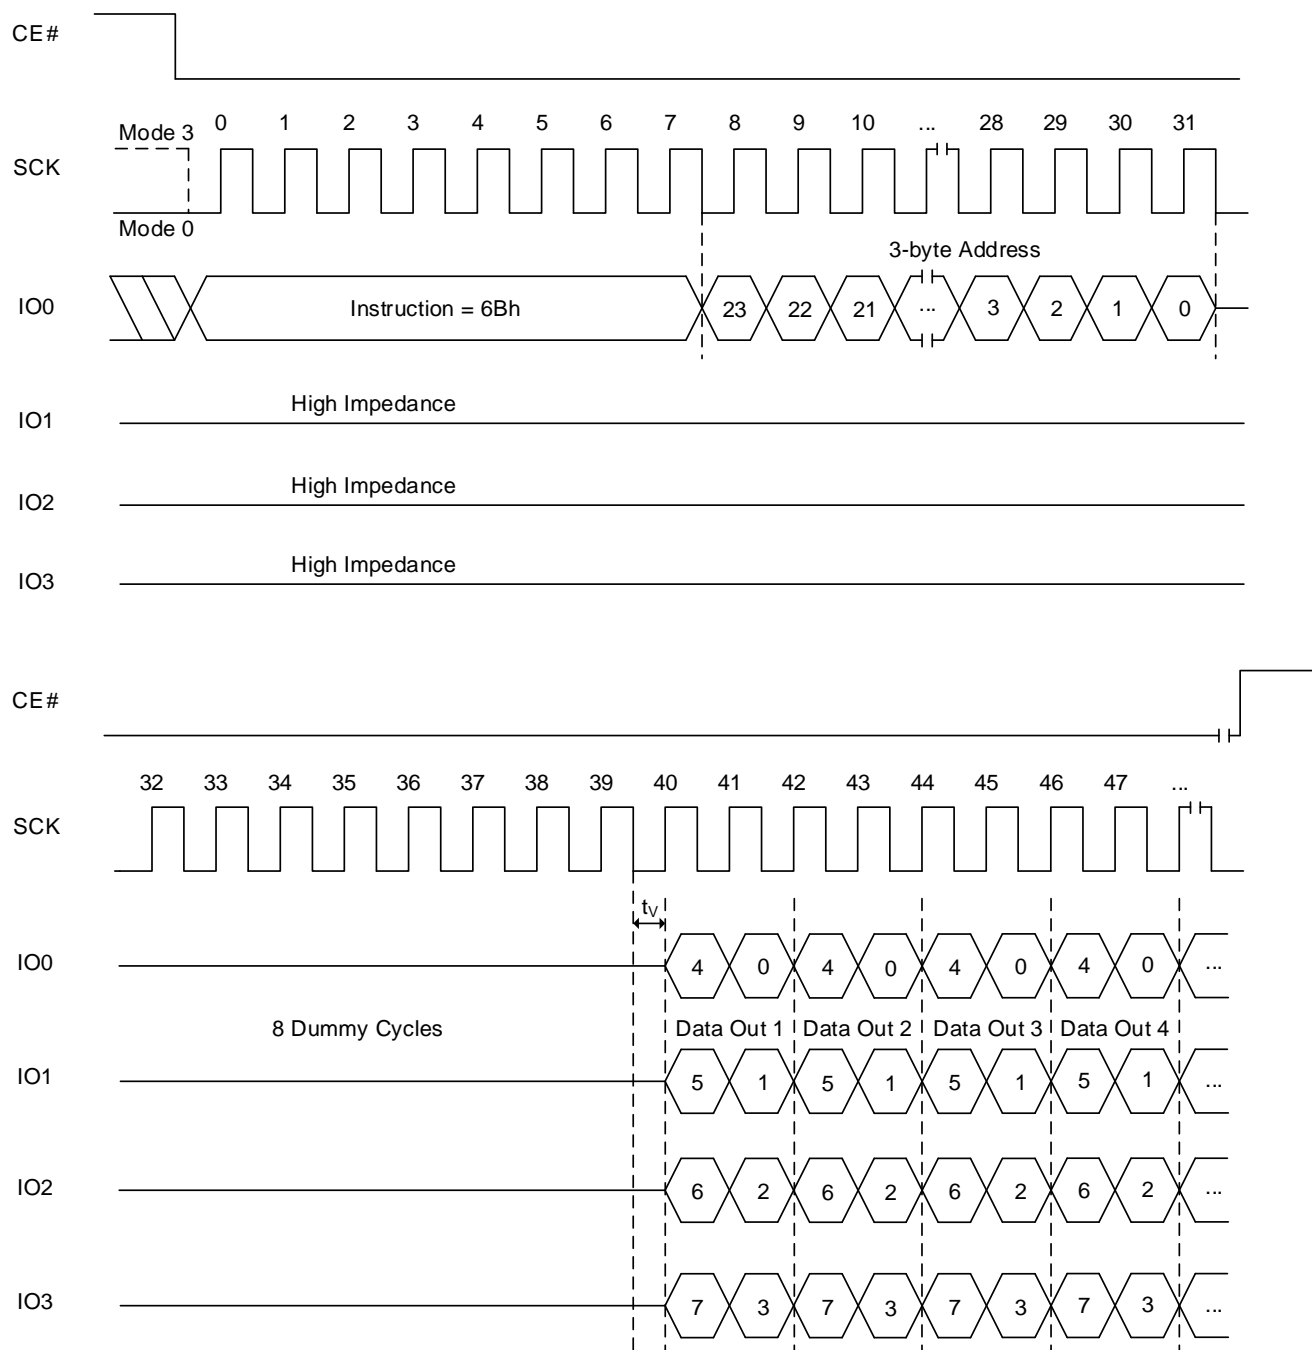 CE#
Mode 3
0 1 2 3 4 5 6 7 8 9 10 ... 28 29 30 31
SCK
Mode 0
3-byte Address
IO0
Instruction = 6Bh
23 22 21 ... 3 2 1 0
High Impedance
IO1
High Impedance
IO2
High Impedance
IO3
CE#
32 33 34 35 36 37 38 39 40 41 42 43 44 45 46 47 ...
SCK
tV
IO0
4 0 4 0 4 0 4 0 ...
8 Dummy Cycles
Data Out 1 Data Out 2 Data Out 3 Data Out 4
IO1
5 1 5 1 5 1 5 1 ...
IO2
6 2 6 2 6 2 6 2 ...
IO3
7 3 7 3 7 3 7 3 ...